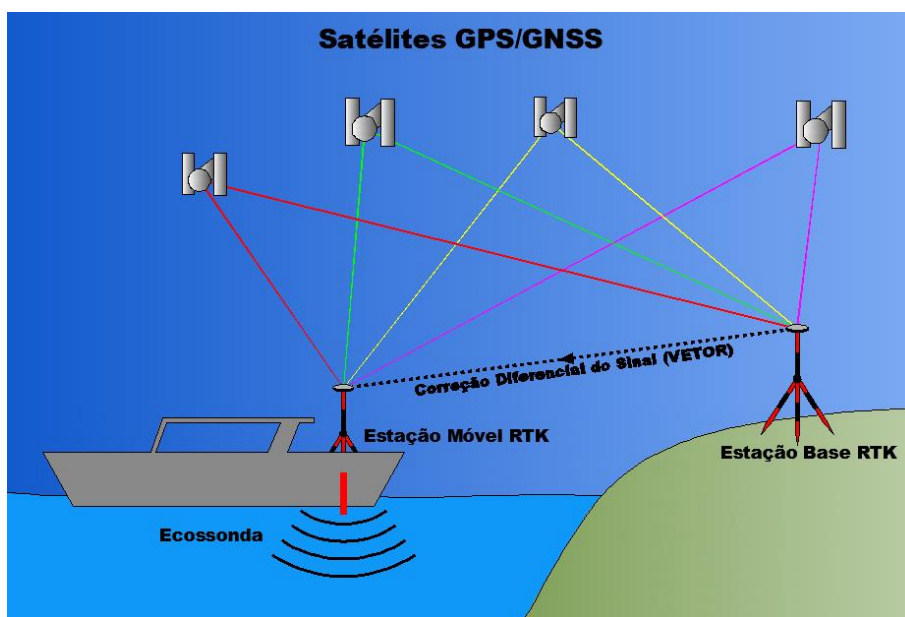 Satélites GPS/GNSS
Correção Diferencial do Sinal (VETOR)
Estação Móvel RTK
Estação Base RTK
Ecossonda